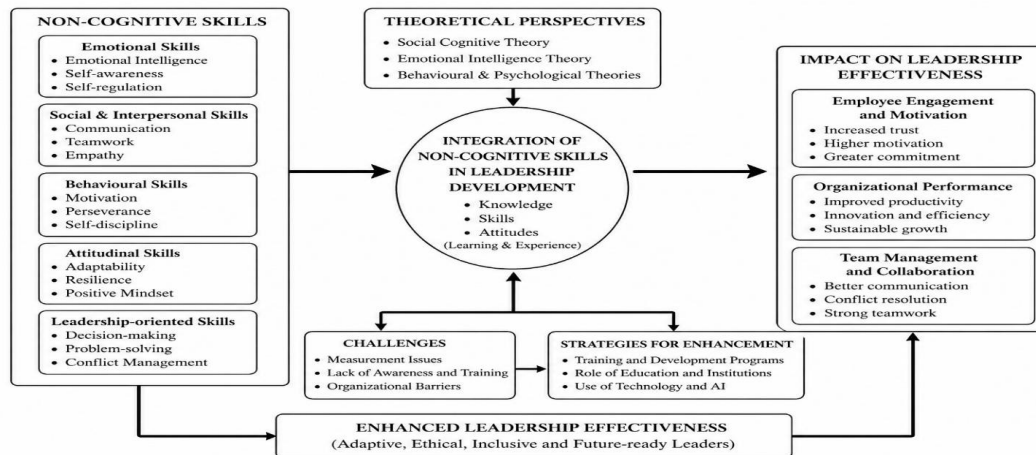 NON-COGNITIVE SKILLS
Emotional Skills
• Emotional Intelligence
• Self-awareness
• Self-regulation
Social & Interpersonal Skills
• Communication
• Teamwork
• Empathy
Behavioural Skills
• Motivation
• Perseverance
• Self-discipline
Attitudinal Skills
• Adaptability
• Resilience
• Positive Mindset
Leadership-oriented Skills
• Decision-making
• Problem-solving
• Conflict Management
THEORETICAL PERSPECTIVES
• Social Cognitive Theory
• Emotional Intelligence Theory
• Behavioural & Psychological Theories
INTEGRATION OF
NON-COGNITIVE SKILLS
IN LEADERSHIP
DEVELOPMENT
• Knowledge
• Skills
• Attitudes
(Learning & Experience)
CHALLENGES
• Measurement Issues
• Lack of Awareness and Training
• Organizational Barriers
STRATEGIES FOR ENHANCEMENT
• Training and Development Programs
• Role of Education and Institutions
• Use of Technology and AI
IMPACT ON LEADERSHIP
EFFECTIVENESS
Employee Engagement
and Motivation
• Increased trust
• Higher motivation
• Greater commitment
Organizational Performance
• Improved productivity
• Innovation and efficiency
• Sustainable growth
Team Management
and Collaboration
• Better communication
• Conflict resolution
• Strong teamwork
ENHANCED LEADERSHIP EFFECTIVENESS
(Adaptive, Ethical, Inclusive and Future-ready Leaders)